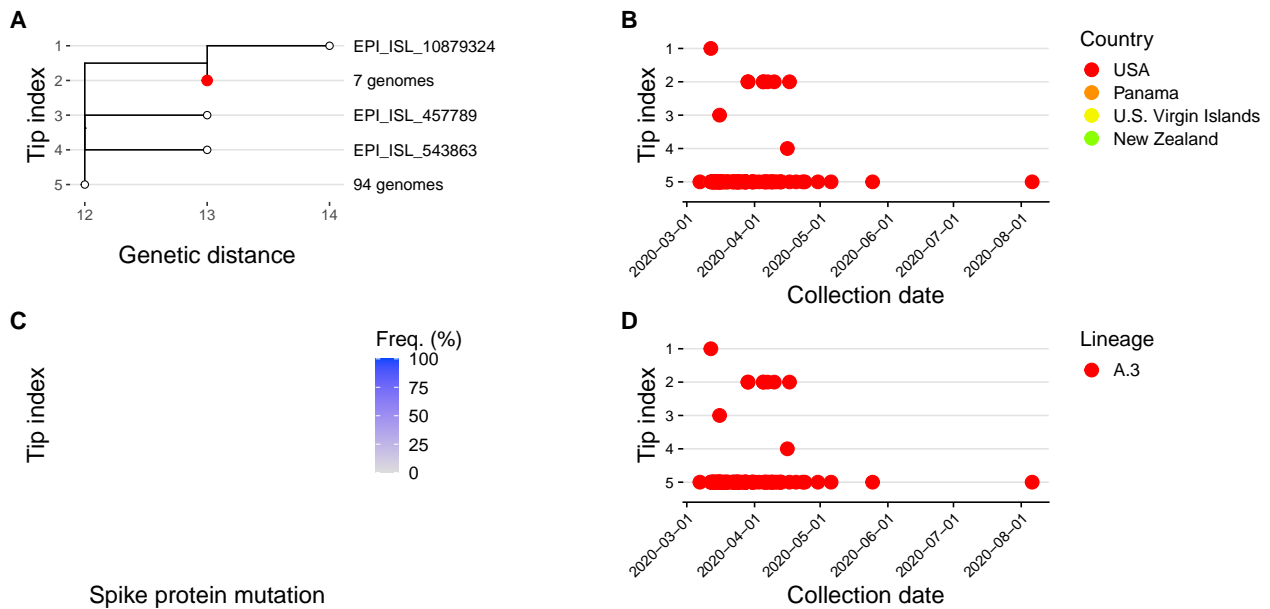 A
Tip index
1
2
3
4
5
EPI_ISL_10879324
7 genomes
EPI_ISL_457789
EPI_ISL_543863
94 genomes
12
13
14
Genetic distance
B
Tip index
1
2
3
4
5
2020−03−01
2020−04−01
2020−05−01
2020−06−01
2020−07−01
2020−08−01
Collection date
Country
USA
Panama
U.S. Virgin Islands
New Zealand
C
Tip index
Spike protein mutation
Freq. (%)
100
75
50
25
0
D
Tip index
1
2
3
4
5
2020−03−01
2020−04−01
2020−05−01
2020−06−01
2020−07−01
2020−08−01
Collection date
Lineage
A.3